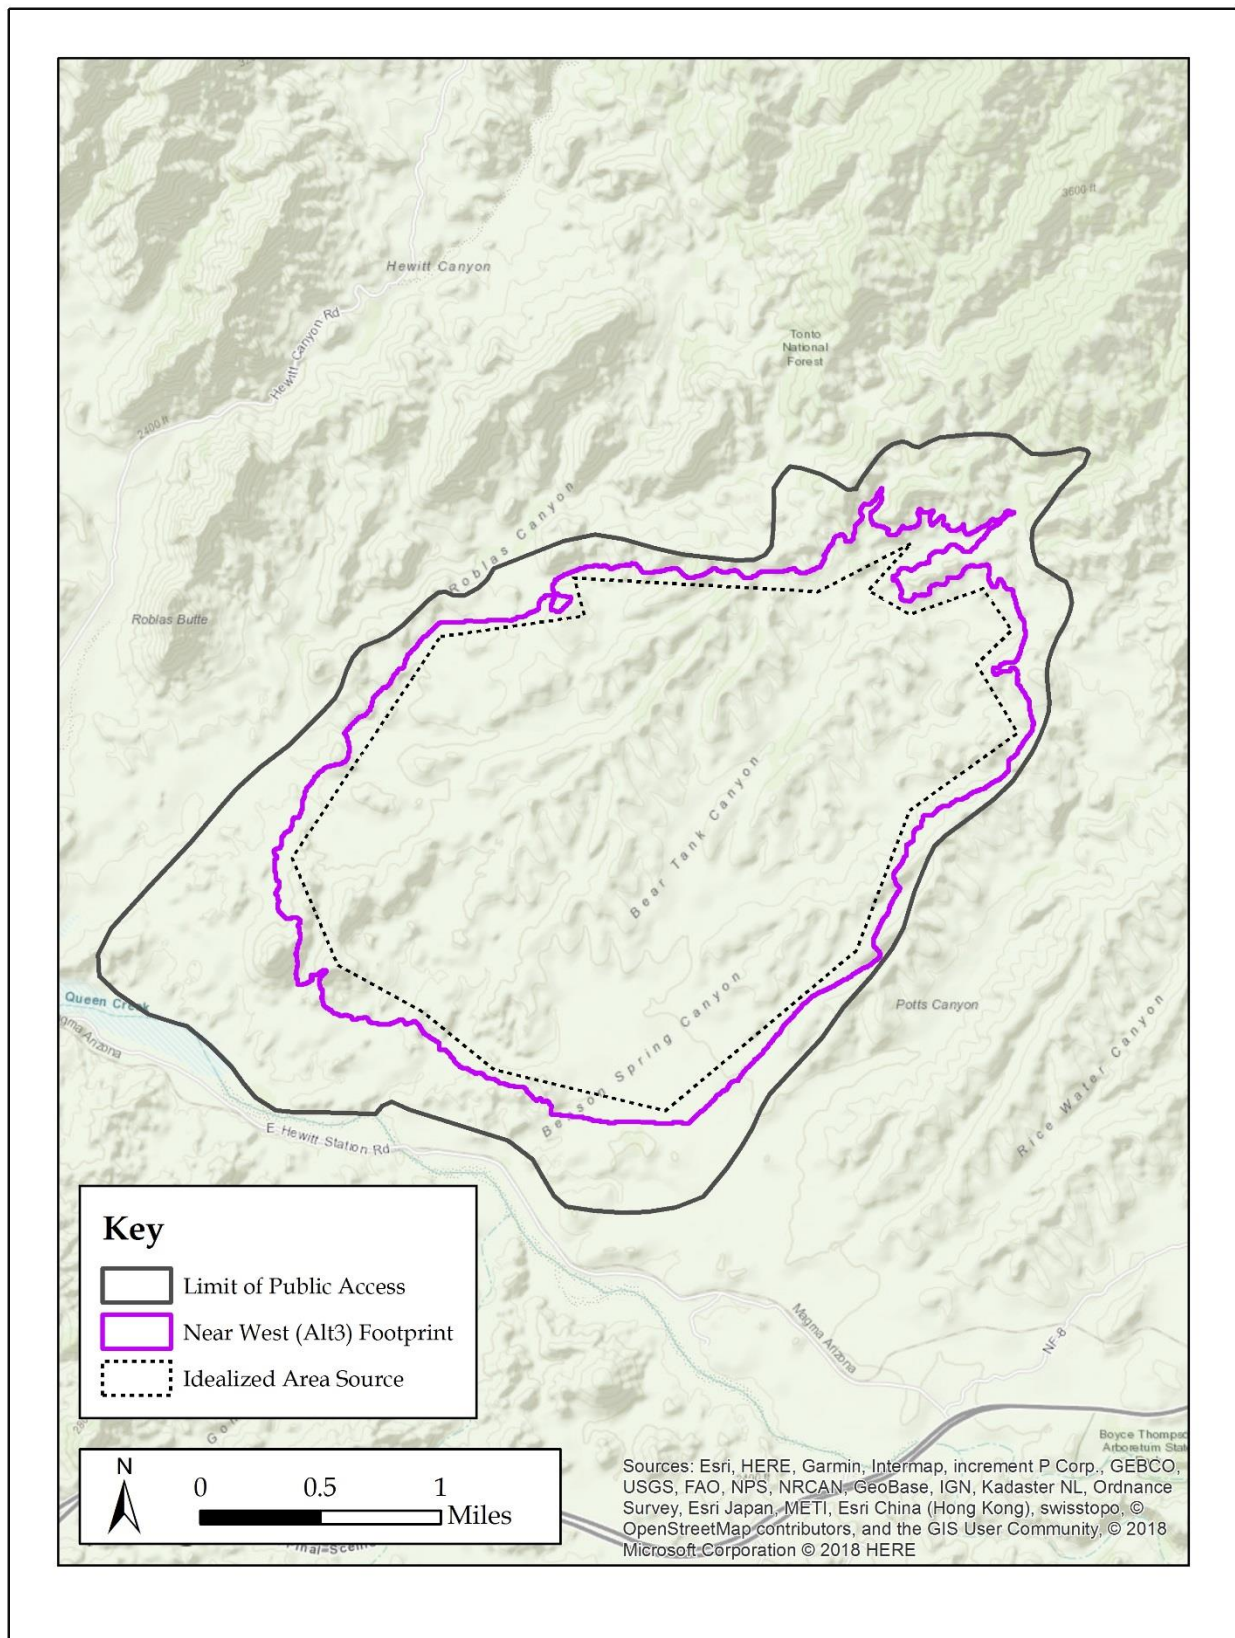 3600 ft
Hewitt Canyon
Hewitt Canyon Rd
Tonto
National
Forest
2400 ft
Roblas Canyon
Roblas Butte
Bear Tank Canyon
Benson Spring Canyon
Potts Canyon
Rice Water Canyon
Queen Creek
Magma Arizona
E Hewitt Station Rd
Magma Arizona
NF-8
Key
Limit of Public Access
Near West (Alt3) Footprint
Idealized Area Source
Boyce Thomps
Arboretum Stat
N
0 0.5 1
Miles
Sources: Esri, HERE, Garmin, Intermap, increment P Corp., GEBCO,
USGS, FAO, NPS, NRCAN, GeoBase, IGN, Kadaster NL, Ordnance
Survey, Esri Japan, METI, Esri China (Hong Kong), swisstopo, ©
OpenStreetMap contributors, and the GIS User Community, © 2018
Microsoft Corporation © 2018 HERE